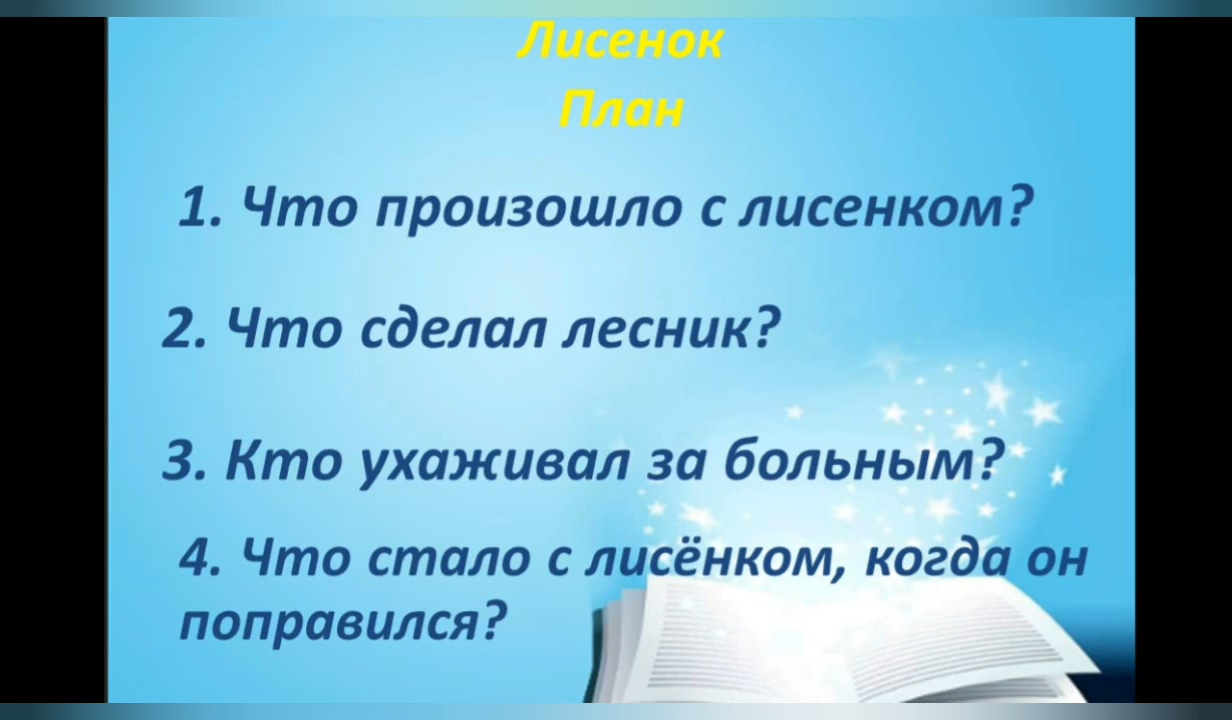 Лисенок
План
1. Что произошло с лисенком?
2. Что сделал лесник?
3. Кто ухаживал за больным?
4. Что стало с лисёнком, когда он
поправился?